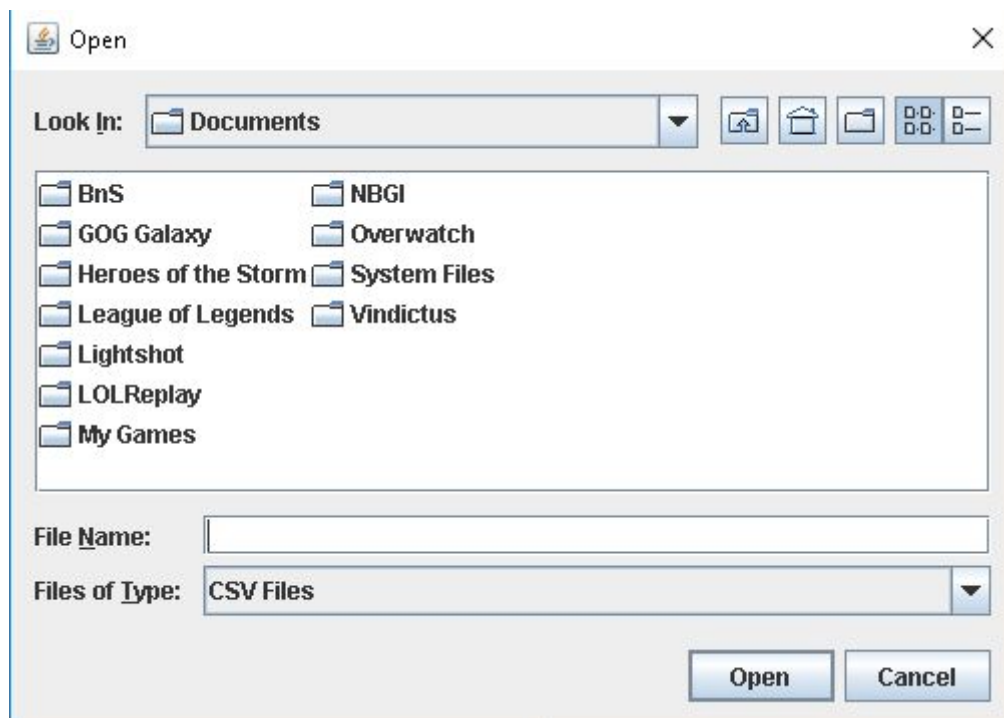 Open
Look In: Documents
BnS NBGI
GOG Galaxy Overwatch
Heroes of the Storm System Files
League of Legends Vindictus
Lightshot
LOLReplay
My Games
File Name:
Files of Type: CSV Files
Open Cancel